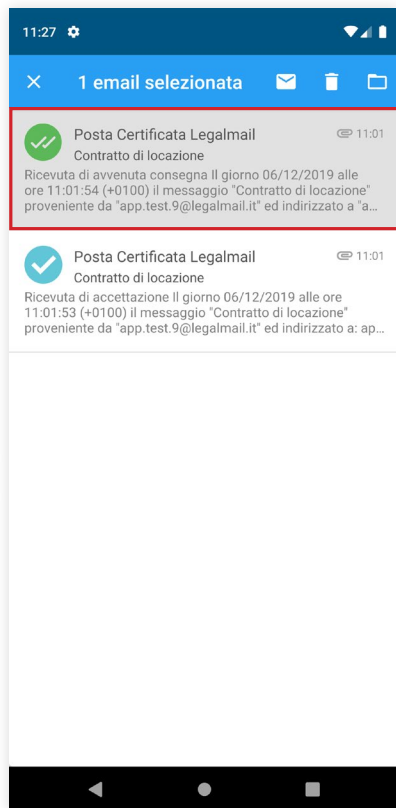 11:27
1 email selezionata
Posta Certificata Legalmail 11:01
Contratto di locazione
Ricevuta di avvenuta consegna Il giorno 06/12/2019 alle
ore 11:01:54 (+0100) il messaggio "Contratto di locazione"
proveniente da "app.test.9@legalmail.it" ed indirizzato a "a...
Posta Certificata Legalmail 11:01
Contratto di locazione
Ricevuta di accettazione Il giorno 06/12/2019 alle ore
11:01:53 (+0100) il messaggio "Contratto di locazione"
proveniente da "app.test.9@legalmail.it" ed indirizzato a: ap...